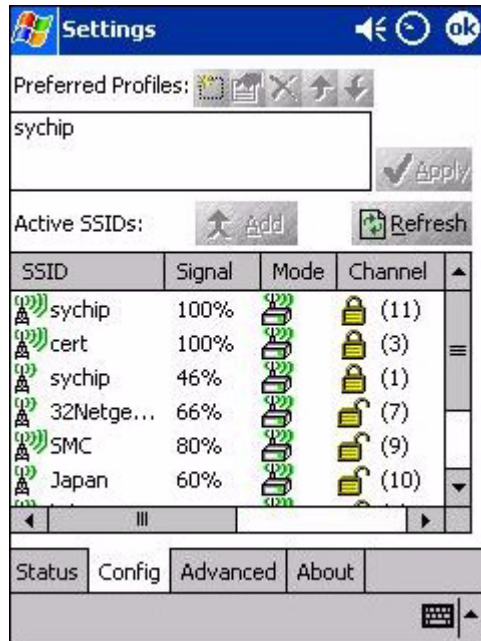 Settings
ok
Preferred Profiles:
sychip
Apply
Active SSIDs:
Add
Refresh
SSID Signal Mode Channel
sychip 100% (11)
cert 100% (3)
sychip 46% (1)
32Netge... 66% (7)
SMC 80% (9)
Japan 60% (10)
Status Config Advanced About